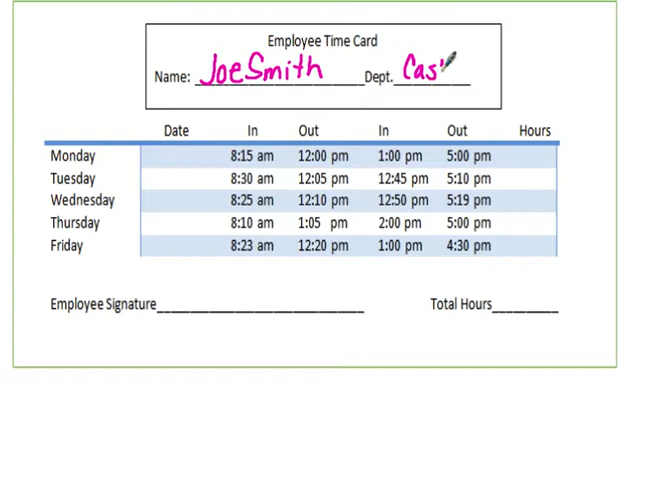 Employee Time Card
Name: Joe Smith Dept. Cas
Date In Out In Out Hours
Monday 8:15 am 12:00 pm 1:00 pm 5:00 pm
Tuesday 8:30 am 12:05 pm 12:45 pm 5:10 pm
Wednesday 8:25 am 12:10 pm 12:50 pm 5:19 pm
Thursday 8:10 am 1:05 pm 2:00 pm 5:00 pm
Friday 8:23 am 12:20 pm 1:00 pm 4:30 pm
Employee Signature Total Hours